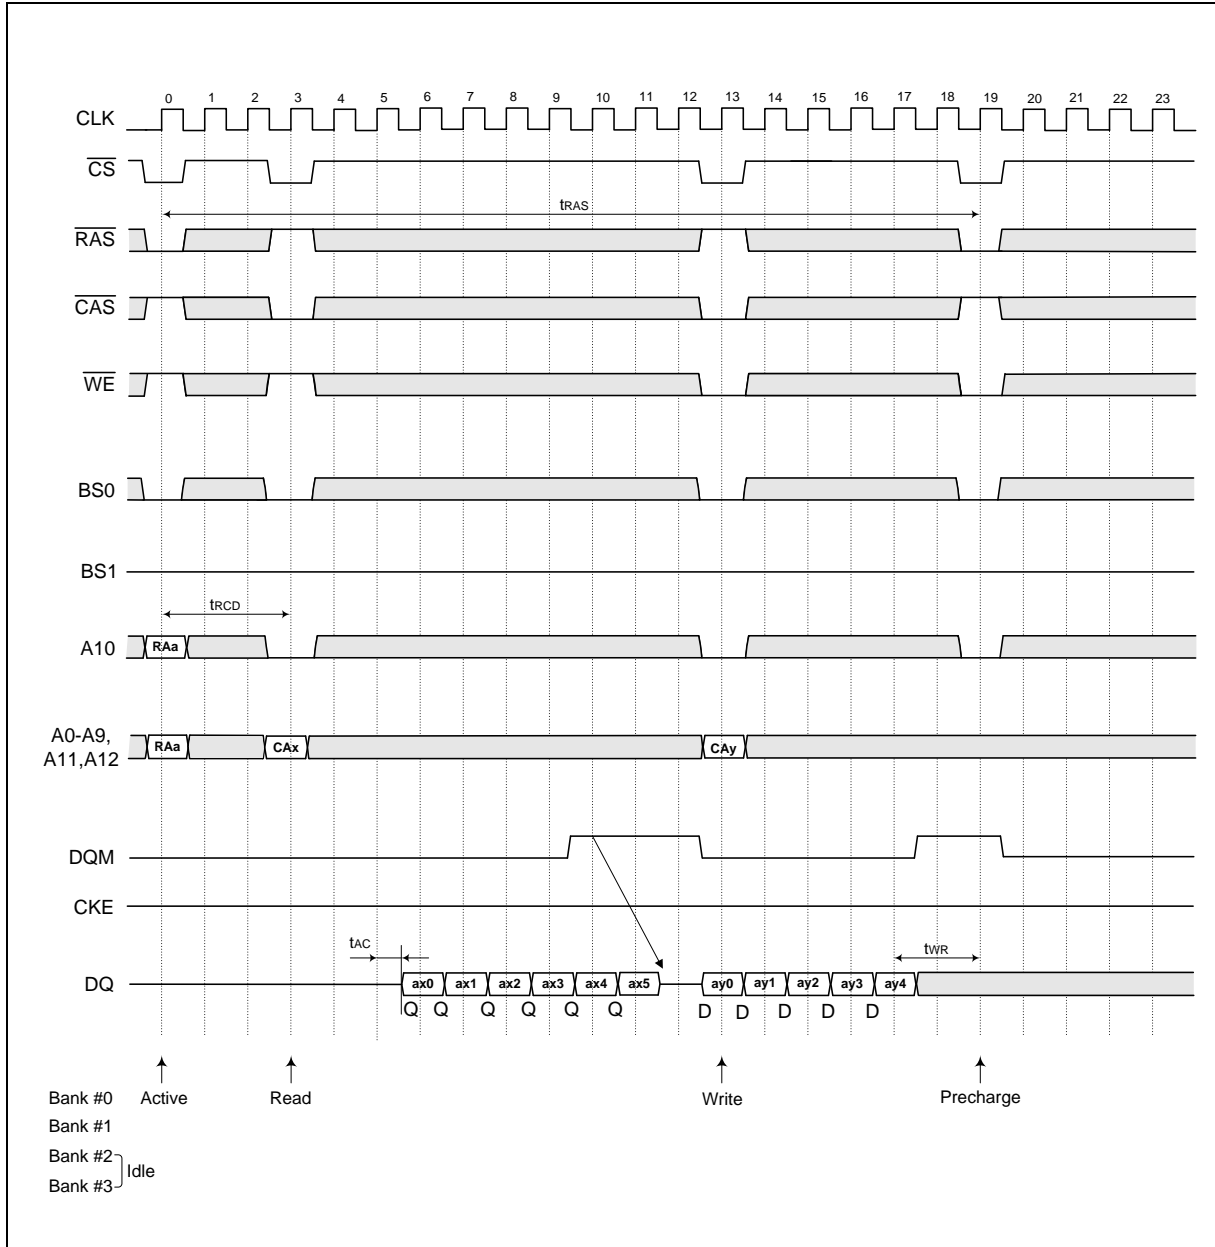 0 1 2 3 4 5 6 7 8 9 10 11 12 13 14 15 16 17 18 19 20 21 22 23
CLK
CS
tRAS
RAS
CAS
WE
BS0
BS1
tRCD
A10 RAa
A0-A9,
A11,A12
RAa CAx CAy
DQM
CKE
tAC tWR
DQ ax0 ax1 ax2 ax3 ax4 ax5 ay0 ay1 ay2 ay3 ay4
Q Q Q Q Q Q D D D D D
Bank #0 Active Read Write Precharge
Bank #1
Bank #2
Idle
Bank #3